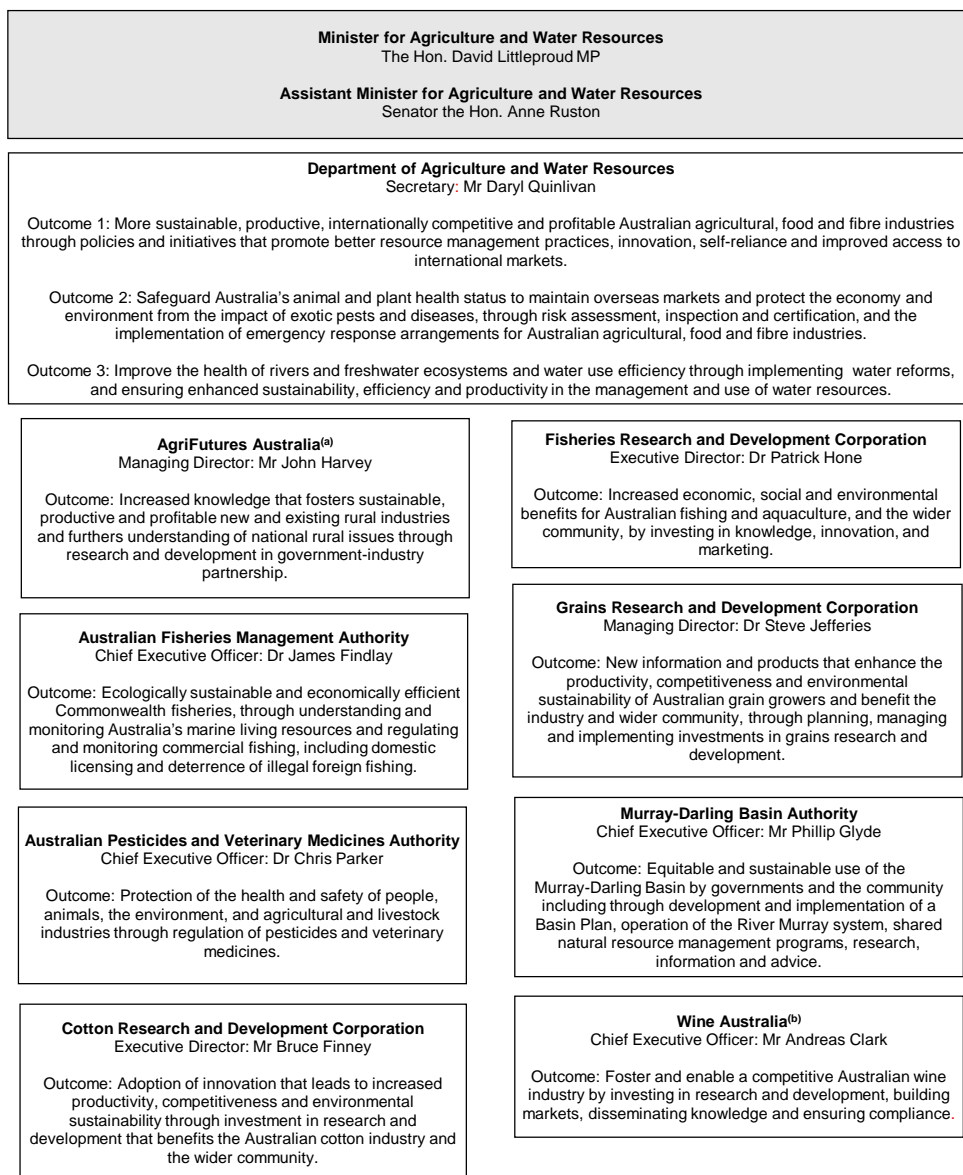 Minister for Agriculture and Water Resources
The Hon. David Littleproud MP
Assistant Minister for Agriculture and Water Resources
Senator the Hon. Anne Ruston
Department of Agriculture and Water Resources
Secretary: Mr Daryl Quinlivan
Outcome 1: More sustainable, productive, internationally competitive and profitable Australian agricultural, food and fibre industries
through policies and initiatives that promote better resource management practices, innovation, self-reliance and improved access to
international markets.
Outcome 2: Safeguard Australia's animal and plant health status to maintain overseas markets and protect the economy and
environment from the impact of exotic pests and diseases, through risk assessment, inspection and certification, and the
implementation of emergency response arrangements for Australian agricultural, food and fibre industries.
Outcome 3: Improve the health of rivers and freshwater ecosystems and water use efficiency through implementing water reforms,
and ensuring enhanced sustainability, efficiency and productivity in the management and use of water resources.
AgriFutures Australia(a)
Managing Director: Mr John Harvey
Outcome: Increased knowledge that fosters sustainable,
productive and profitable new and existing rural industries
and furthers understanding of national rural issues through
research and development in government-industry
partnership.
Australian Fisheries Management Authority
Chief Executive Officer: Dr James Findlay
Outcome: Ecologically sustainable and economically efficient
Commonwealth fisheries, through understanding and
monitoring Australia's marine living resources and regulating
and monitoring commercial fishing, including domestic
licensing and deterrence of illegal foreign fishing.
Australian Pesticides and Veterinary Medicines Authority
Chief Executive Officer: Dr Chris Parker
Outcome: Protection of the health and safety of people,
animals, the environment, and agricultural and livestock
industries through regulation of pesticides and veterinary
medicines.
Cotton Research and Development Corporation
Executive Director: Mr Bruce Finney
Outcome: Adoption of innovation that leads to increased
productivity, competitiveness and environmental
sustainability through investment in research and
development that benefits the Australian cotton industry and
the wider community.
Fisheries Research and Development Corporation
Executive Director: Dr Patrick Hone
Outcome: Increased economic, social and environmental
benefits for Australian fishing and aquaculture, and the wider
community, by investing in knowledge, innovation, and
marketing.
Grains Research and Development Corporation
Managing Director: Dr Steve Jefferies
Outcome: New information and products that enhance the
productivity, competitiveness and environmental
sustainability of Australian grain growers and benefit the
industry and wider community, through planning, managing
and implementing investments in grains research and
development.
Murray-Darling Basin Authority
Chief Executive Officer: Mr Phillip Glyde
Outcome: Equitable and sustainable use of the
Murray-Darling Basin by governments and the community
including through development and implementation of a
Basin Plan, operation of the River Murray system, shared
natural resource management programs, research,
information and advice.
Wine Australia(b)
Chief Executive Officer: Mr Andreas Clark
Outcome: Foster and enable a competitive Australian wine
industry by investing in research and development, building
markets, disseminating knowledge and ensuring compliance.